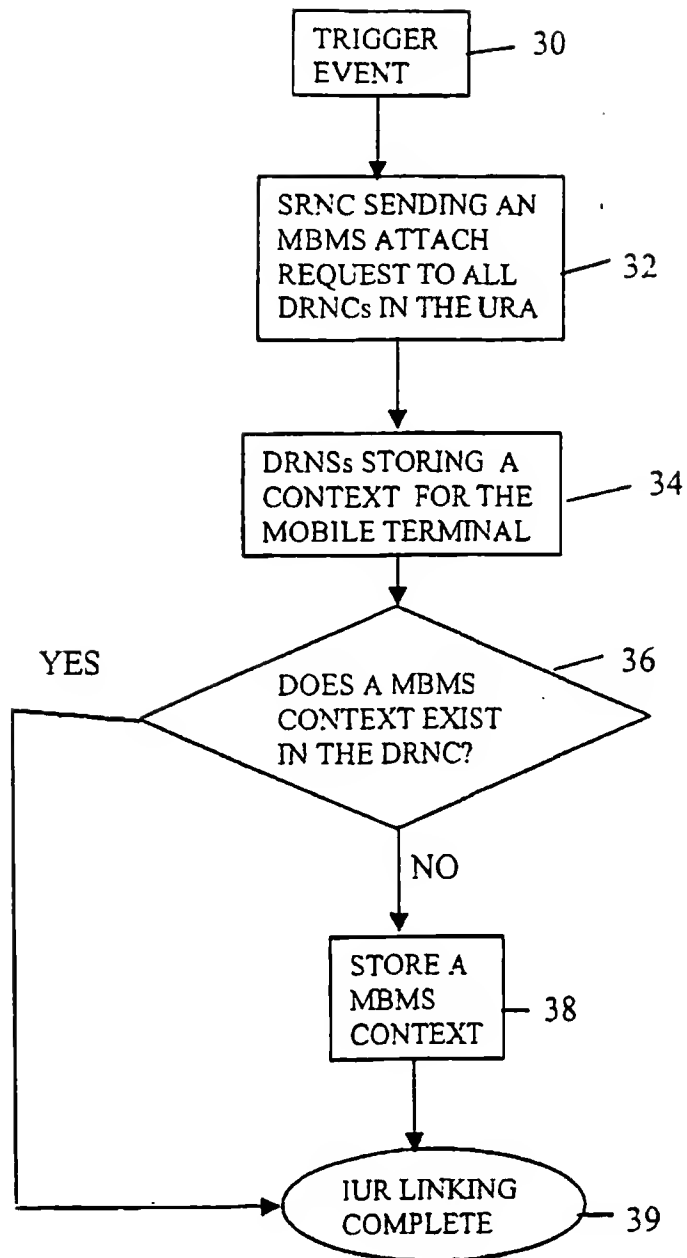 TRIGGER
EVENT
30
SRNC SENDING AN
MBMS ATTACH
REQUEST TO ALL
DRNCs IN THE URA
32
DRNSs STORING A
CONTEXT FOR THE
MOBILE TERMINAL
34
YES
36
DOES A MBMS
CONTEXT EXIST
IN THE DRNC?
NO
STORE A
MBMS
CONTEXT
38
IUR LINKING
COMPLETE
39